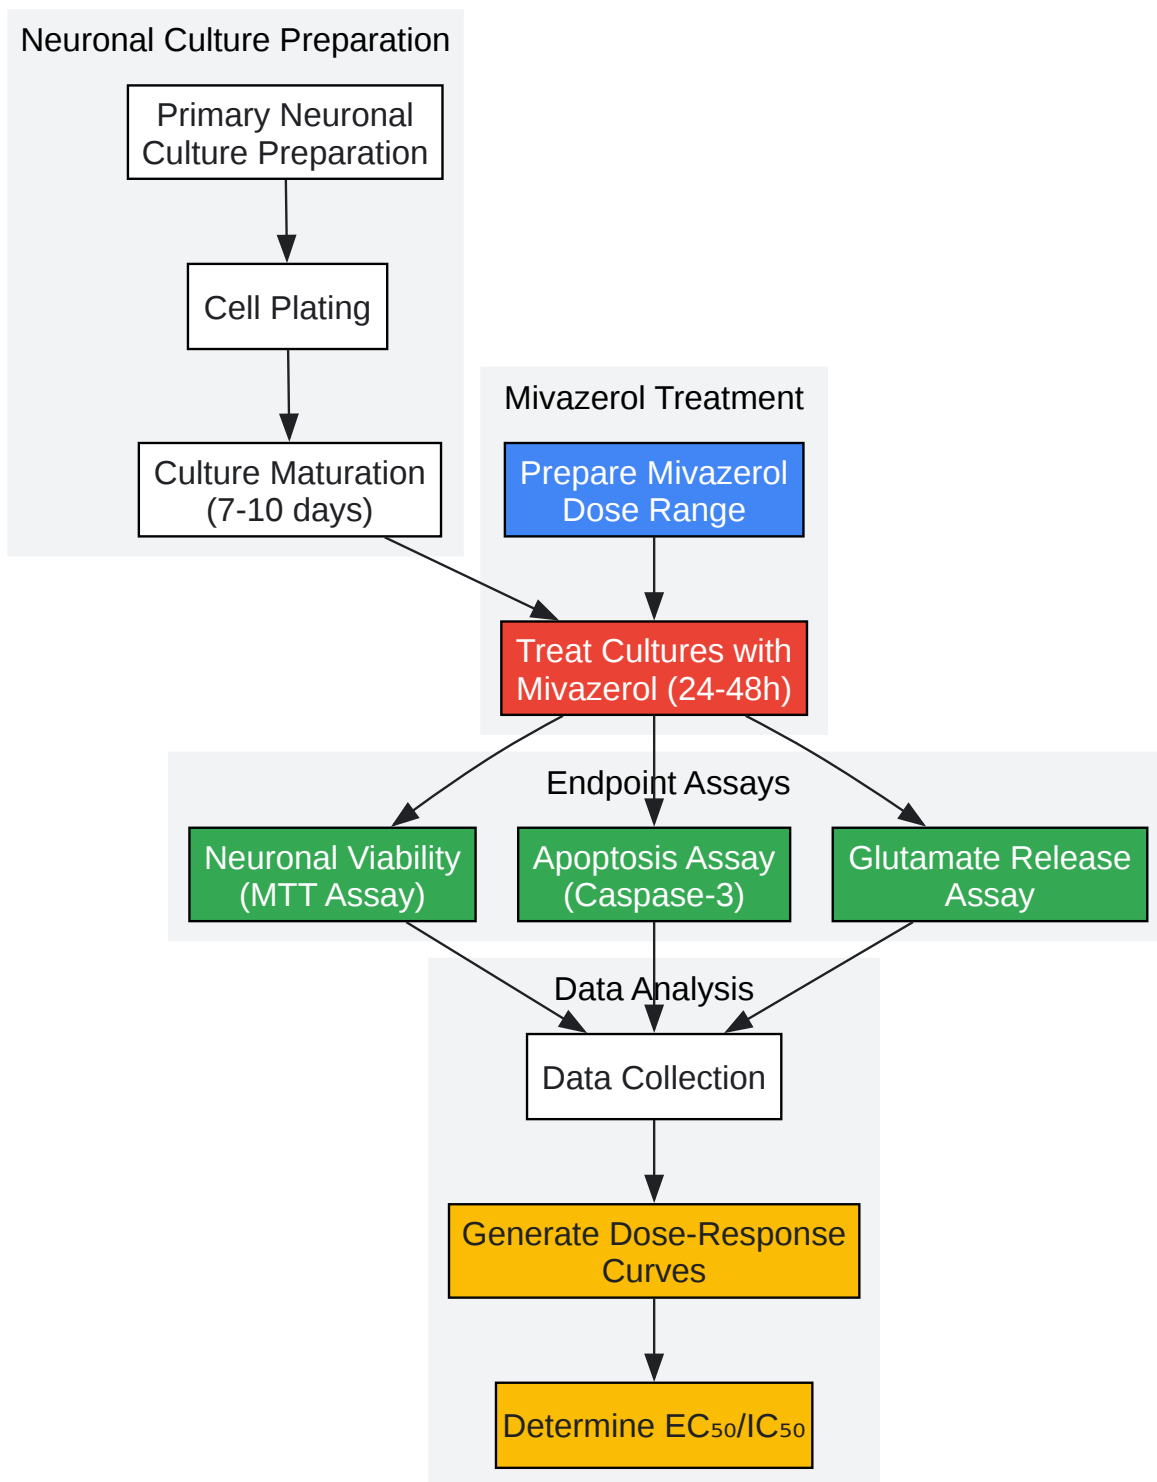 Neuronal Culture Preparation
Primary Neuronal
Culture Preparation
Cell Plating
Culture Maturation
(7-10 days)
Mivazerol Treatment
Prepare Mivazerol
Dose Range
Treat Cultures with
Mivazerol (24-48h)
Endpoint Assays
Neuronal Viability
(MTT Assay)
Apoptosis Assay
(Caspase-3)
Glutamate Release
Assay
Data Analysis
Data Collection
Generate Dose-Response
Curves
Determine EC₅₀/IC₅₀